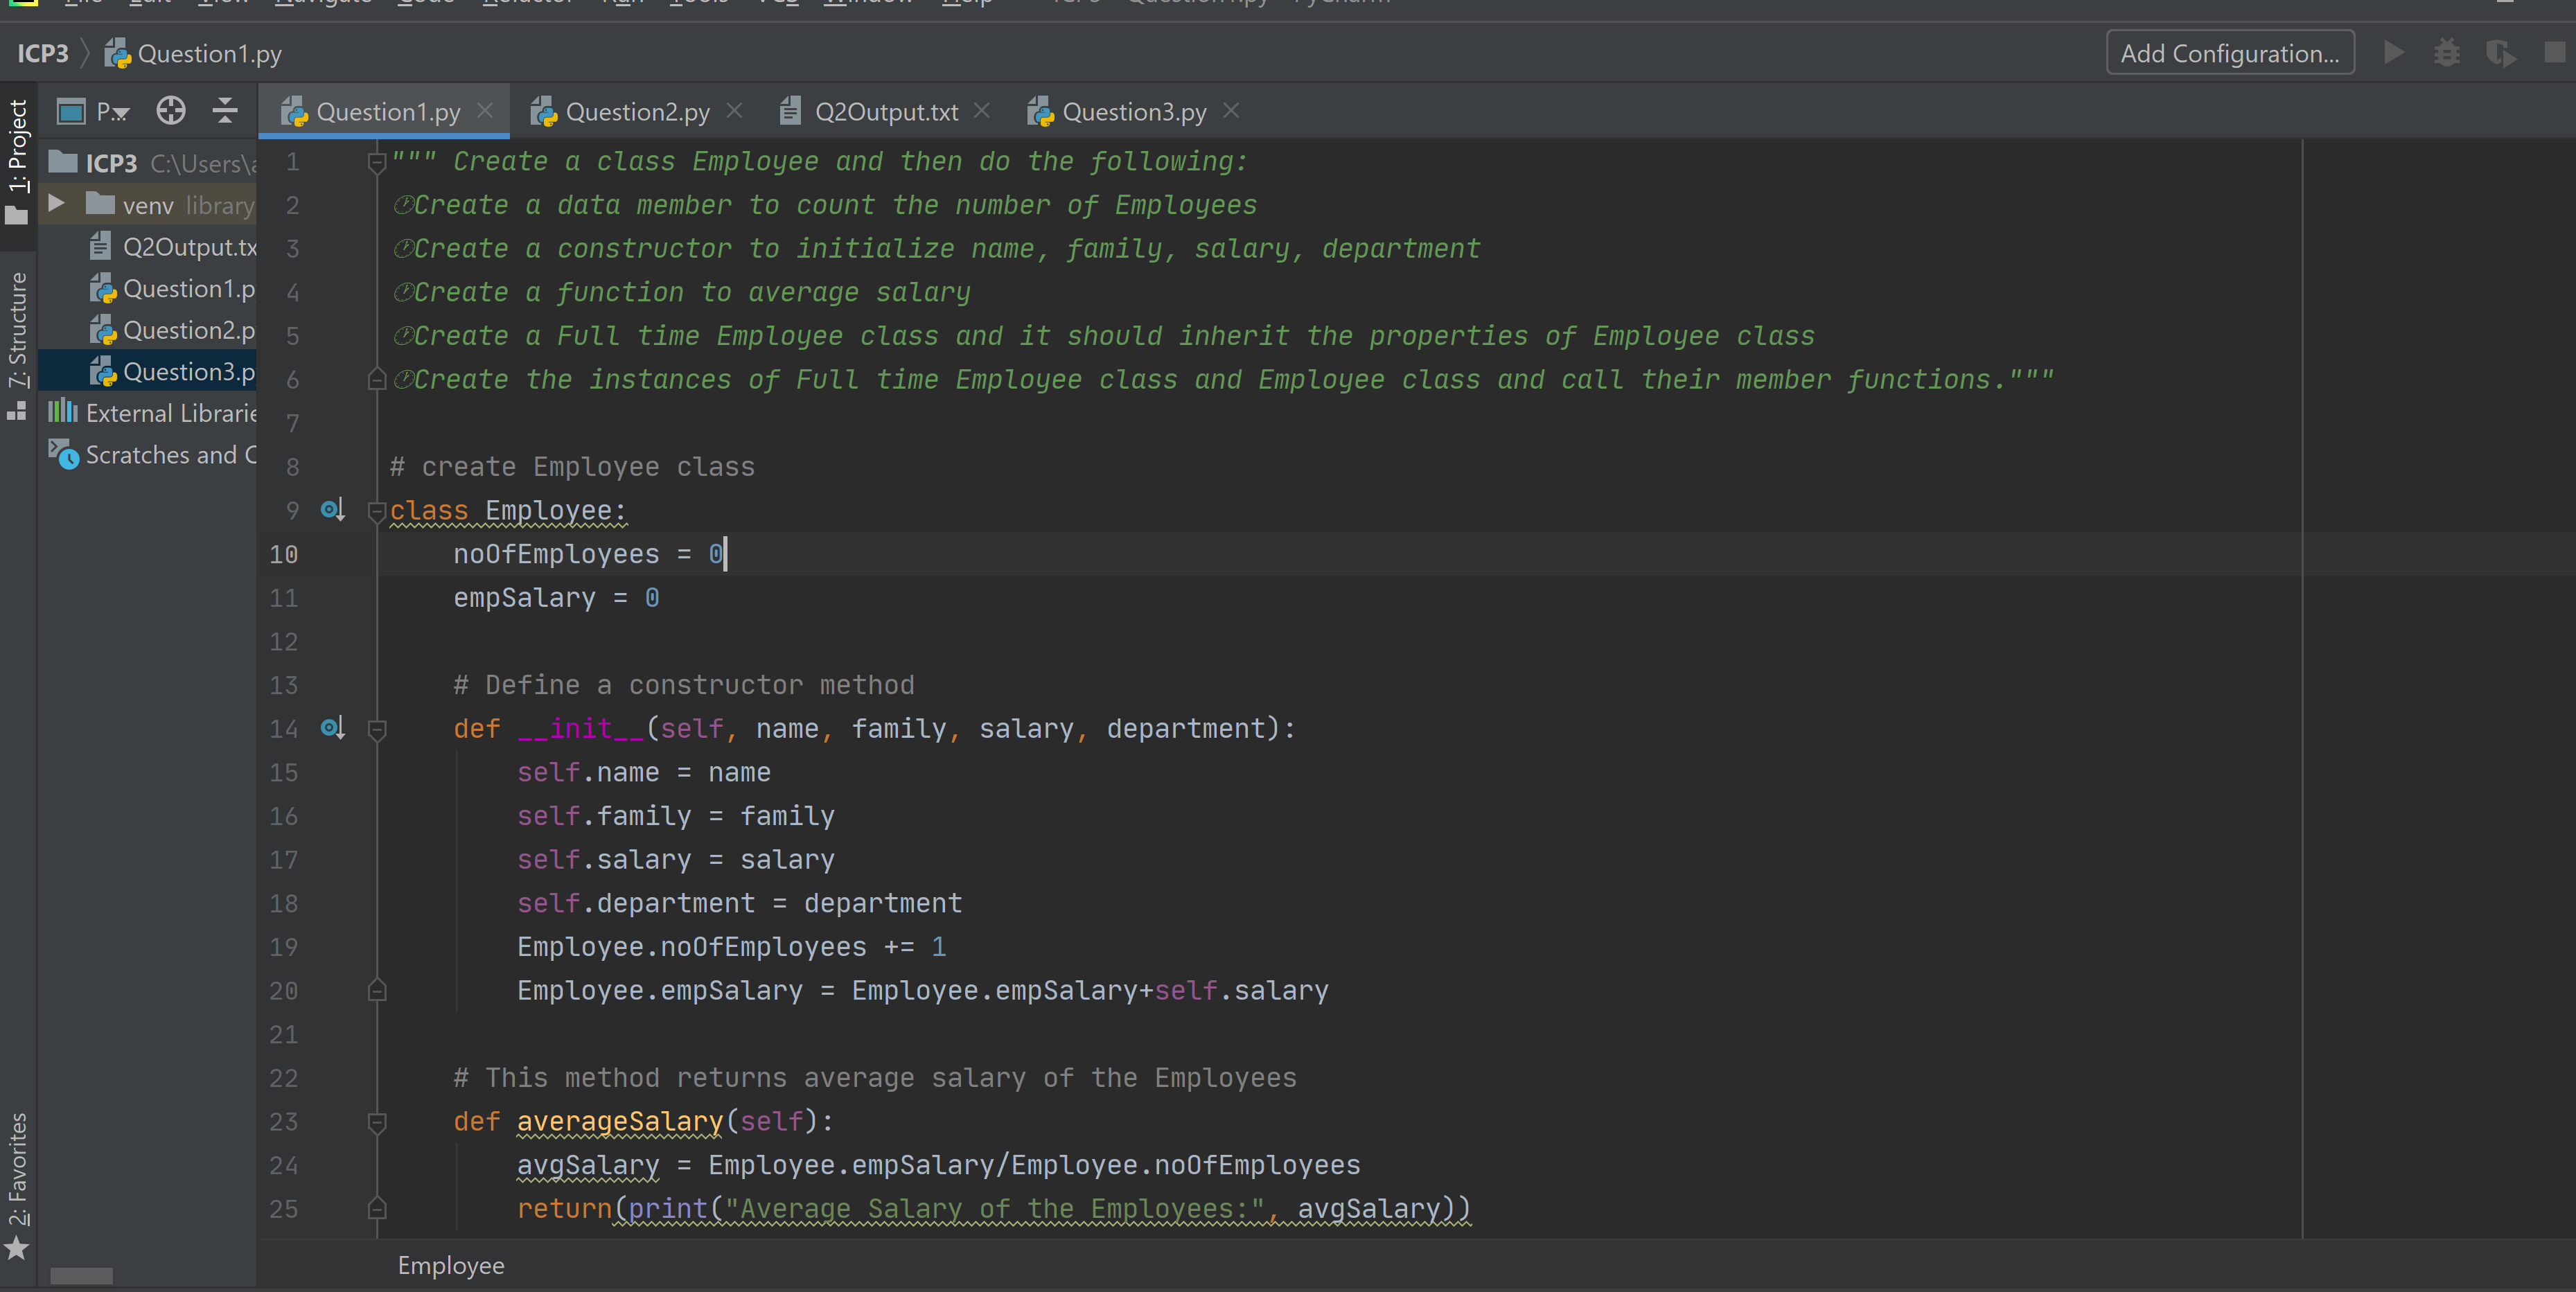 ICP3 Question1.py Add Configuration...
1: Project
P...
Question1.py Question2.py Q2Output.txt Question3.py
ICP3 C:\Users\
venv library
Q2Output.tx
Question1.p
Question2.p
Question3.p
External Librarie
Scratches and C
7: Structure
2: Favorites
1 """ Create a class Employee and then do the following:
2 Create a data member to count the number of Employees
3 Create a constructor to initialize name, family, salary, department
4 Create a function to average salary
5 Create a Full time Employee class and it should inherit the properties of Employee class
6 Create the instances of Full time Employee class and Employee class and call their member functions."""
7
8 # create Employee class
9 class Employee:
10 noOfEmployees = 0
11 empSalary = 0
12
13 # Define a constructor method
14 def __init__(self, name, family, salary, department):
15 self.name = name
16 self.family = family
17 self.salary = salary
18 self.department = department
19 Employee.noOfEmployees += 1
20 Employee.empSalary = Employee.empSalary+self.salary
21
22 # This method returns average salary of the Employees
23 def averageSalary(self):
24 avgSalary = Employee.empSalary/Employee.noOfEmployees
25 return(print("Average Salary of the Employees:", avgSalary))
Employee